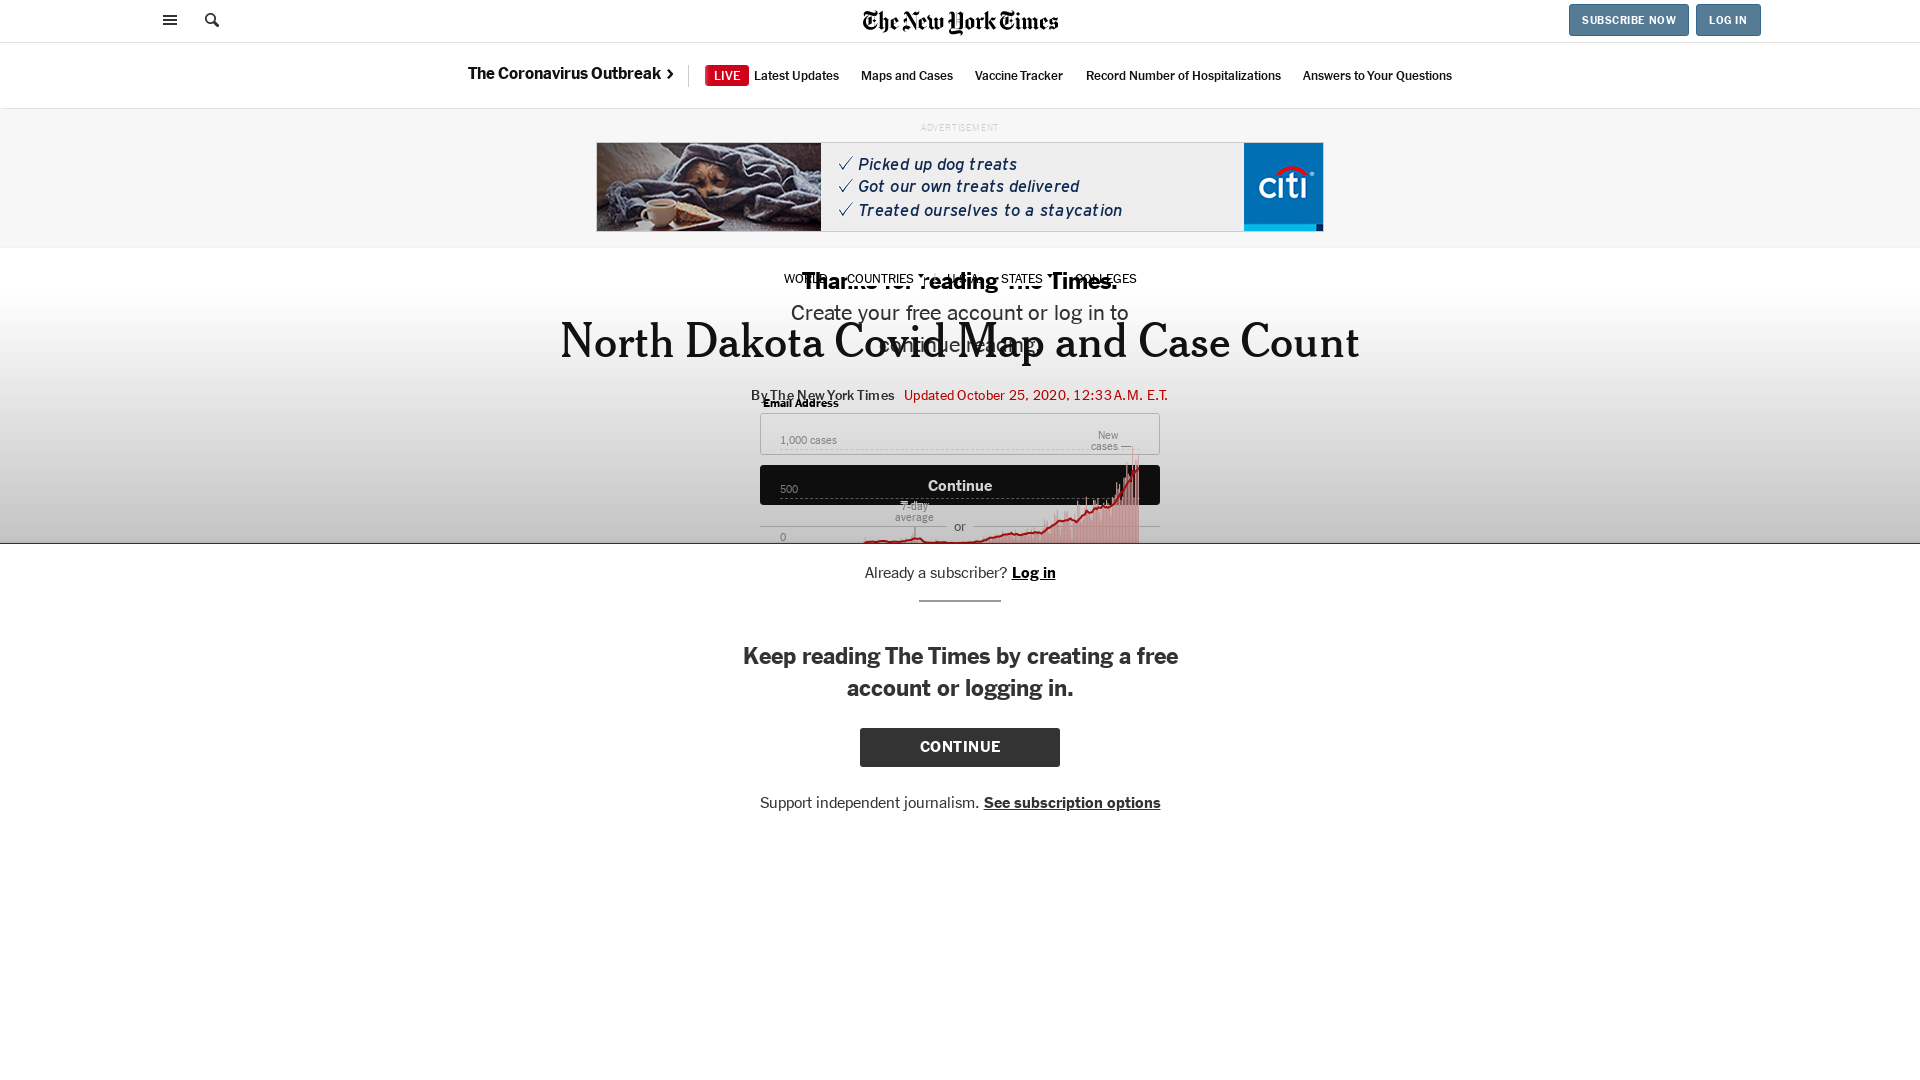 The New York Times
SUBSCRIBE NOW
LOG IN
The Coronavirus Outbreak
LIVE Latest Updates
Maps and Cases
Vaccine Tracker
Record Number of Hospitalizations
Answers to Your Questions
ADVERTISEMENT
Picked up dog treats
Got our own treats delivered
Treated ourselves to a staycation
citi
WORLD
COUNTRIES
U.S.A.
STATES
COLLEGES
Thanks for reading The Times.
Create your free account or log in to
continue reading.
North Dakota Covid Map and Case Count
By The New York Times Updated October 25, 2020, 12:33 A.M. E.T.
Email Address
1,000 cases
New
cases
500
Continue
7-day
average
or
0
Already a subscriber? Log in
Keep reading The Times by creating a free
account or logging in.
CONTINUE
Support independent journalism. See subscription options